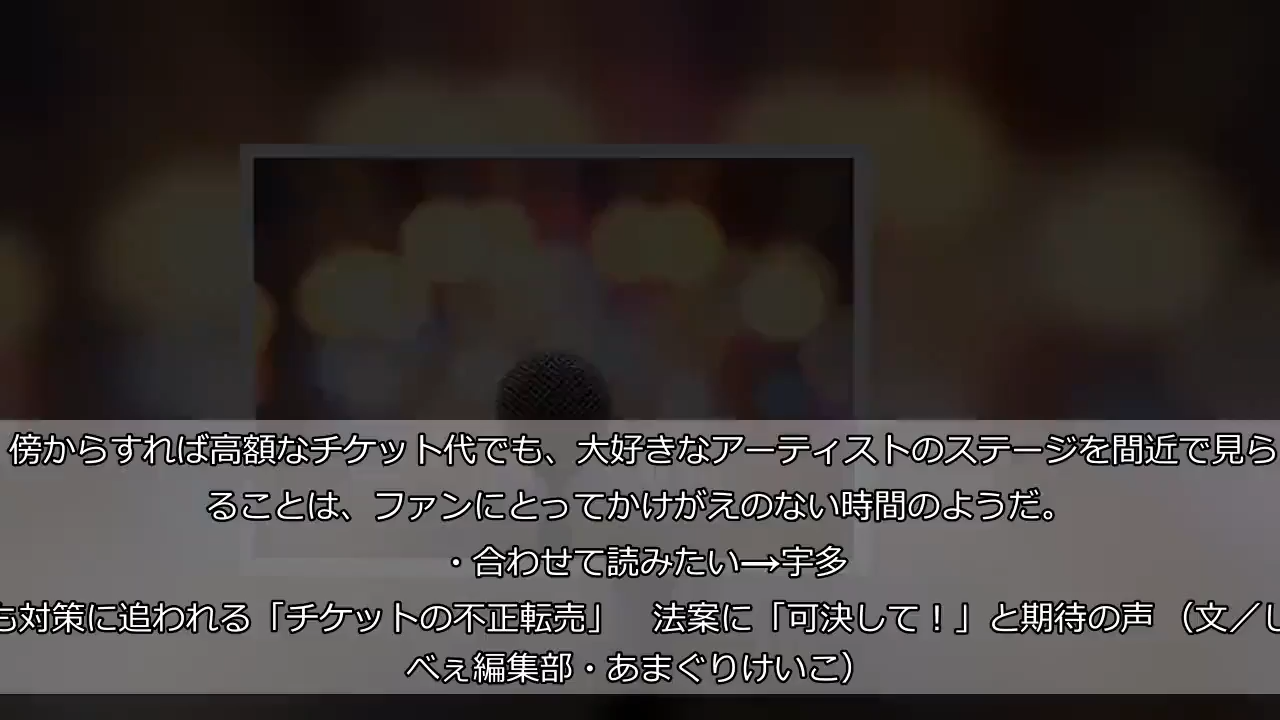 傍からすれば高額なチケット代でも、大好きなアーティストのステージを間近で見ら
ることは、ファンにとってかけがえのない時間のようだ。
・合わせて読みたい→宇多
も対策に追われる「チケットの不正転売」　法案に「可決して！」と期待の声 （文／し
べぇ編集部・あまぐりけいこ）